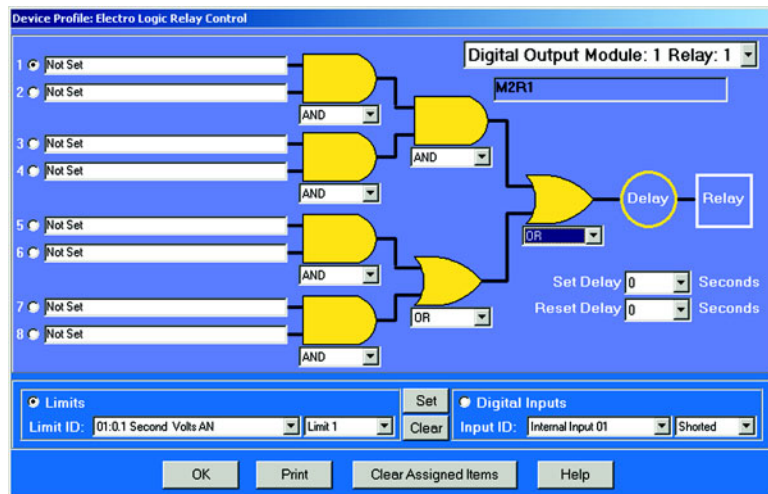 Device Profile: Electro Logic Relay Control
1 Not Set
2 Not Set
AND
3 Not Set
4 Not Set
AND
AND
5 Not Set
6 Not Set
AND
7 Not Set
8 Not Set
AND
OR
OR
Digital Output Module: 1 Relay: 1
M2R1
Delay
Relay
Set Delay 0 Seconds
Reset Delay 0 Seconds
Limits
Limit ID: 01:0.1 Second Volts AN Limit 1
Set
Clear
Digital Inputs
Input ID: Internal Input 01 Shorted
OK Print Clear Assigned Items Help